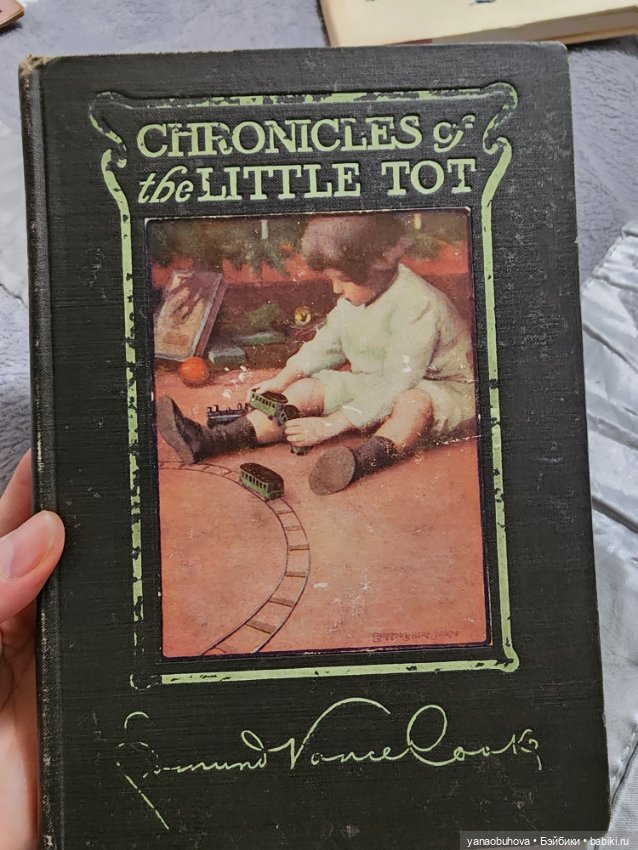 CHRONICLES of
the LITTLE TOT
Edmund Vance Cooke
yanaobuhova • Бэйбики • babiki.ru